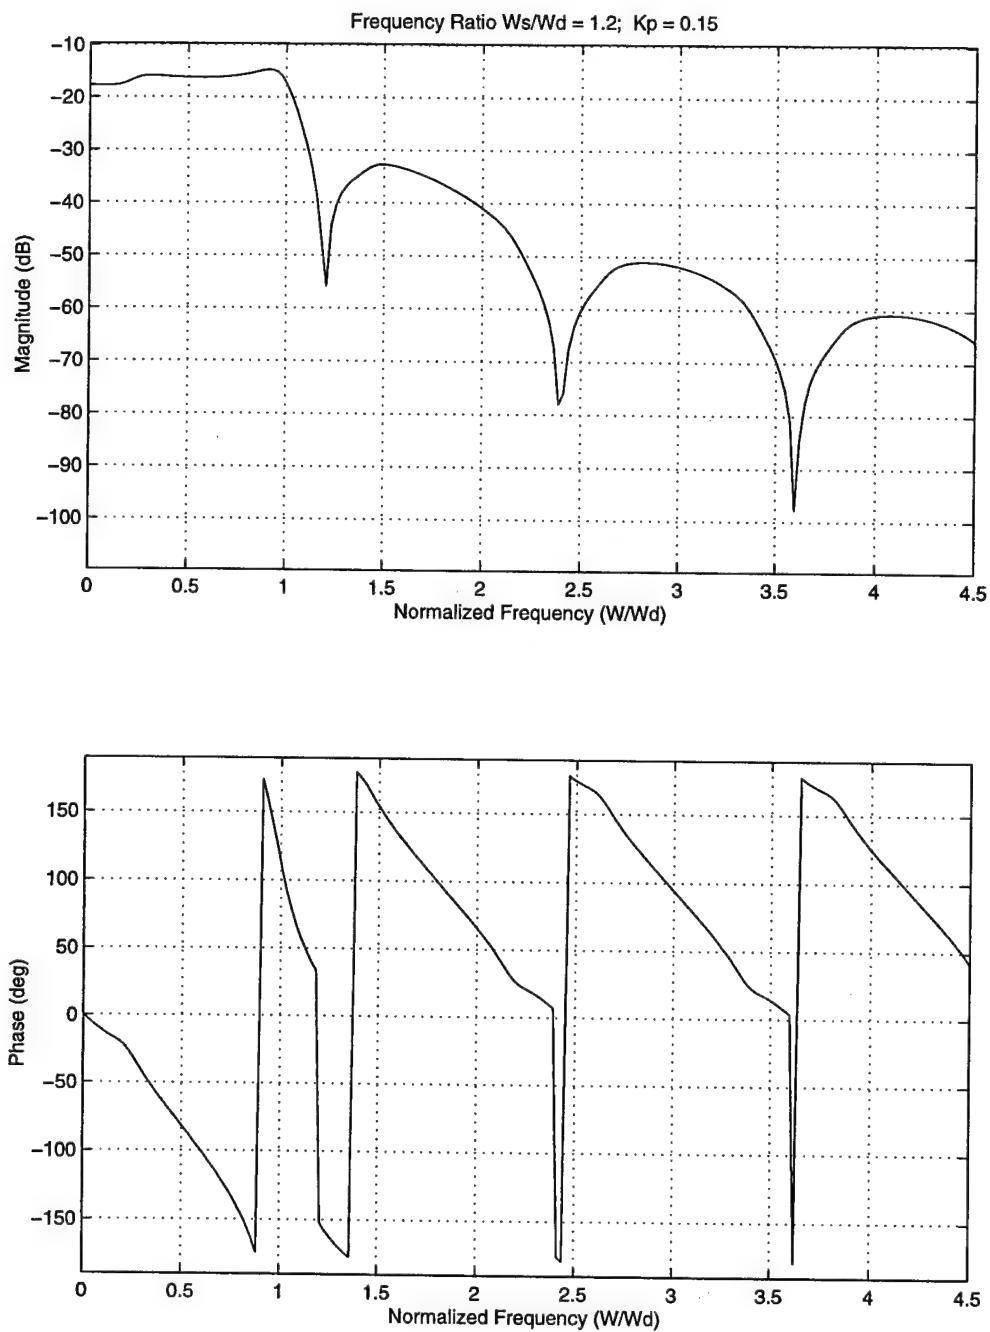 Frequency Ratio Ws/Wd = 1.2; Kp = 0.15
−10
−20
−30
−40
−50
−60
−70
−80
−90
−100
Magnitude (dB)
0 0.5 1 1.5 2 2.5 3 3.5 4 4.5
Normalized Frequency (W/Wd)
150
100
50
0
−50
−100
−150
Phase (deg)
0 0.5 1 1.5 2 2.5 3 3.5 4 4.5
Normalized Frequency (W/Wd)